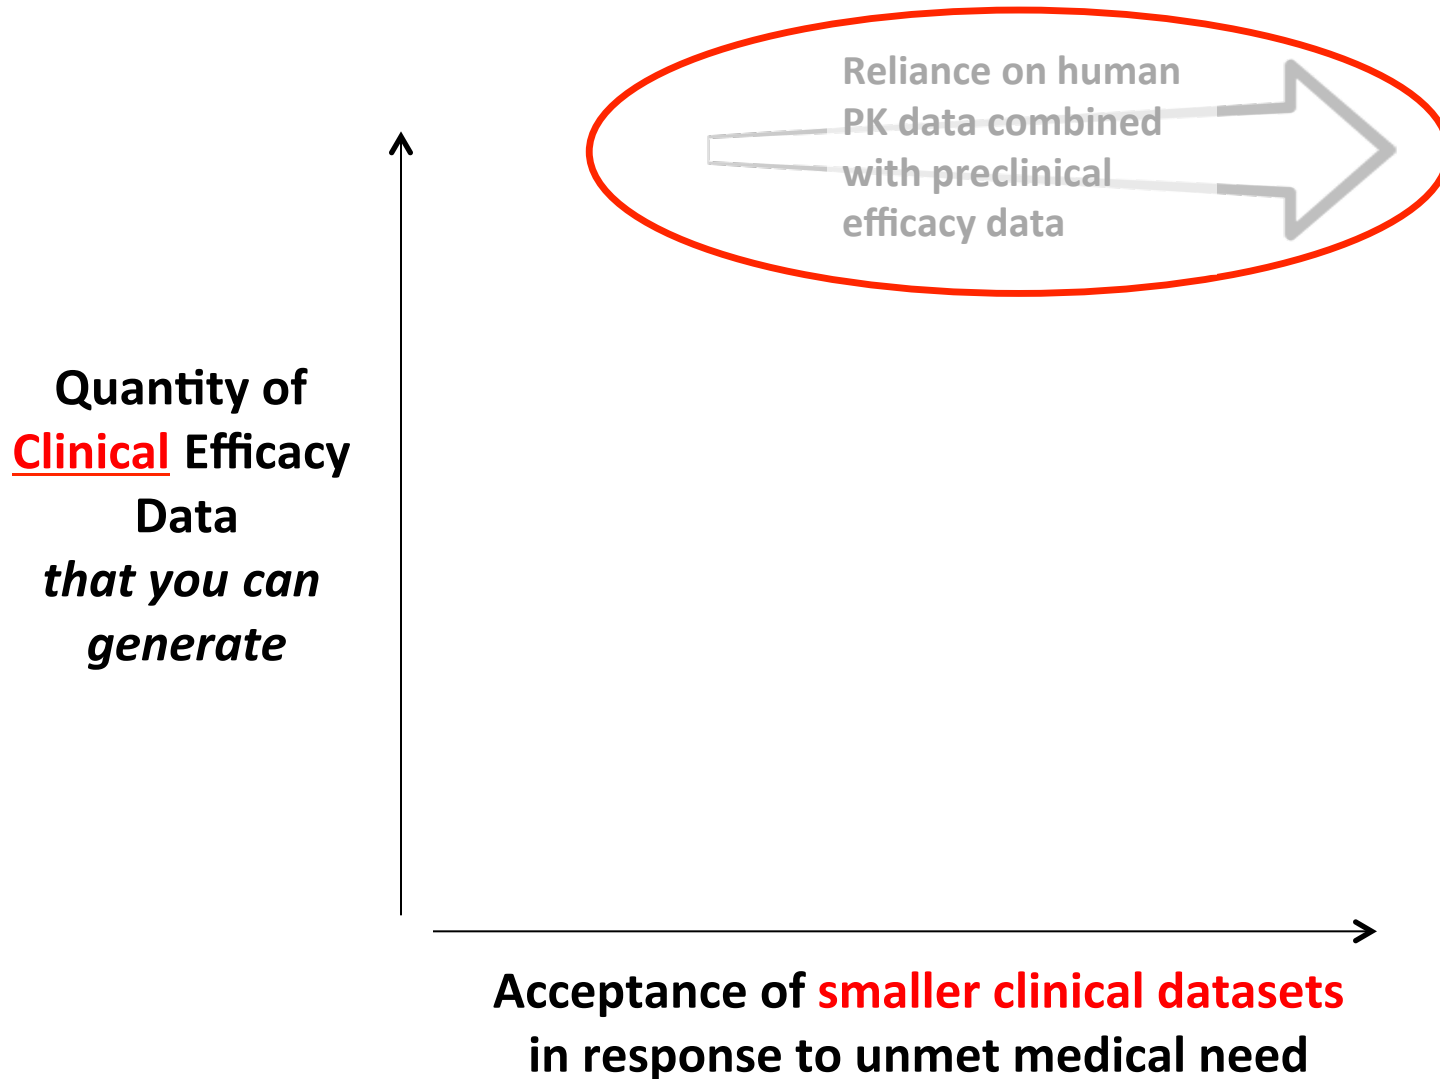 Reliance on human
PK data combined
with preclinical
efficacy data
Quantity of
Clinical Efficacy
Data
that you can
generate
Acceptance of smaller clinical datasets
in response to unmet medical need